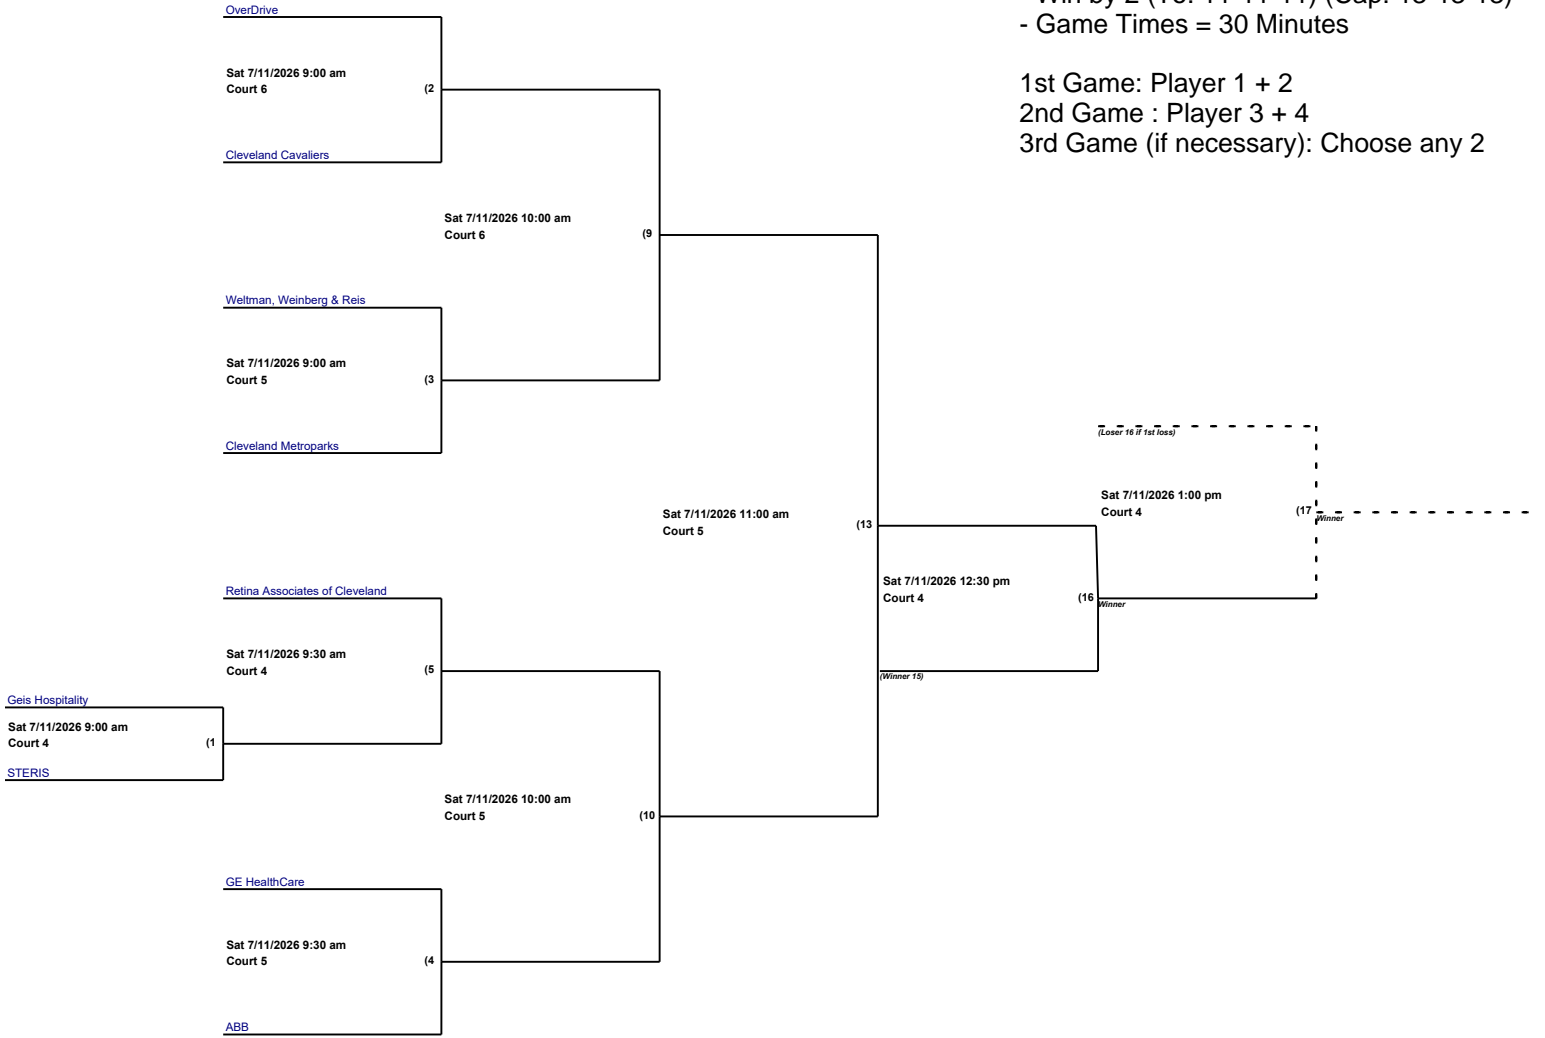 OverDrive
- Game Times = 30 Minutes
Sat 7/11/2026 9:00 am
Court 6
(2
1st Game: Player 1 + 2
2nd Game : Player 3 + 4
3rd Game (if necessary): Choose any 2
Cleveland Cavaliers
Sat 7/11/2026 10:00 am
Court 6
(9
Weltman, Weinberg & Reis
Sat 7/11/2026 9:00 am
Court 5
(3
Cleveland Metroparks
(Loser 16 if 1st loss)
Sat 7/11/2026 1:00 pm
Court 4
(17
Winner
Sat 7/11/2026 11:00 am
Court 5
(13
Sat 7/11/2026 12:30 pm
Court 4
(16
Winner
Retina Associates of Cleveland
Sat 7/11/2026 9:30 am
Court 4
(5
(Winner 15)
Geis Hospitality
Sat 7/11/2026 9:00 am
Court 4
(1
STERIS
Sat 7/11/2026 10:00 am
Court 5
(10
GE HealthCare
Sat 7/11/2026 9:30 am
Court 5
(4
ABB